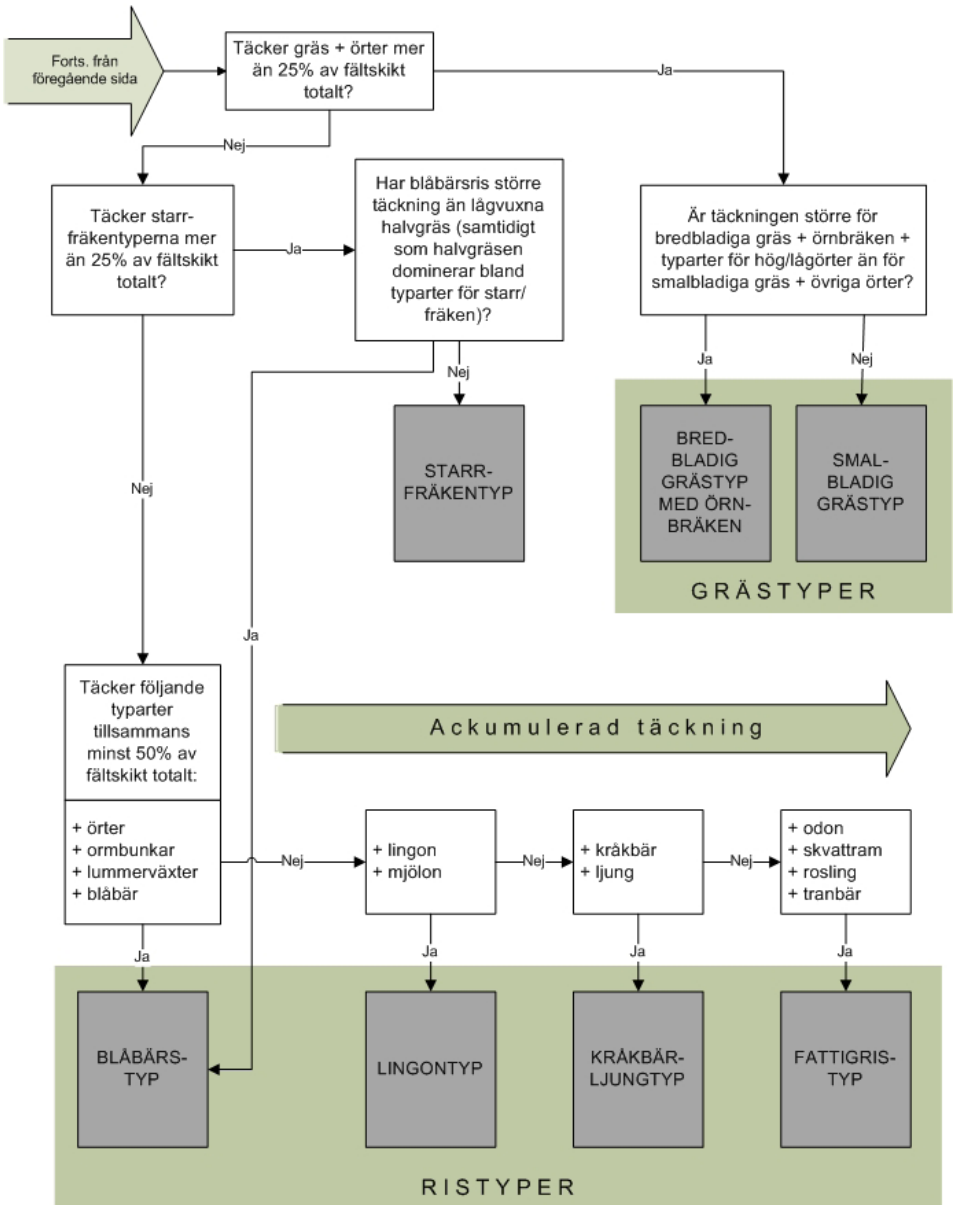 Forts. från
föregående sida
Täcker gräs + örter mer
än 25% av fältskikt
totalt?
Ja
Nej
Täcker starr-
fräkentyperna mer
än 25% av fältskikt
totalt?
Ja
Har blåbärsris större
täckning än lågvuxna
halvgräs (samtidigt
som halvgräsen
dominerar bland
typarter för starr/
fräken)?
Är täckningen större för
bredbladiga gräs + örnbräken +
typarter för hög/lågörter än för
smalbladiga gräs + övriga örter?
Ja
Nej
Nej
STARR-
FRÄKENTYP
BRED-
BLADIG
GRÄSTYP
MED ÖRN-
BRÄKEN
SMAL-
BLADIG
GRÄSTYP
GRÄSTYPER
Nej
Ja
Täcker följande
typarter
tillsammans
minst 50% av
fältskikt totalt:
+ örter
+ ormbunkar
+ lummerväxter
+ blåbär
Ackumulerad täckning
Nej
+ lingon
+ mjölon
Nej
+ kråkbär
+ ljung
Nej
+ odon
+ skvattram
+ rosling
+ tranbär
Ja
Ja
Ja
Ja
BLÅBÄRS-
TYP
LINGONTYP
KRÅKBÄR-
LJUNGTYP
FATTIGRIS-
TYP
RISTYPER